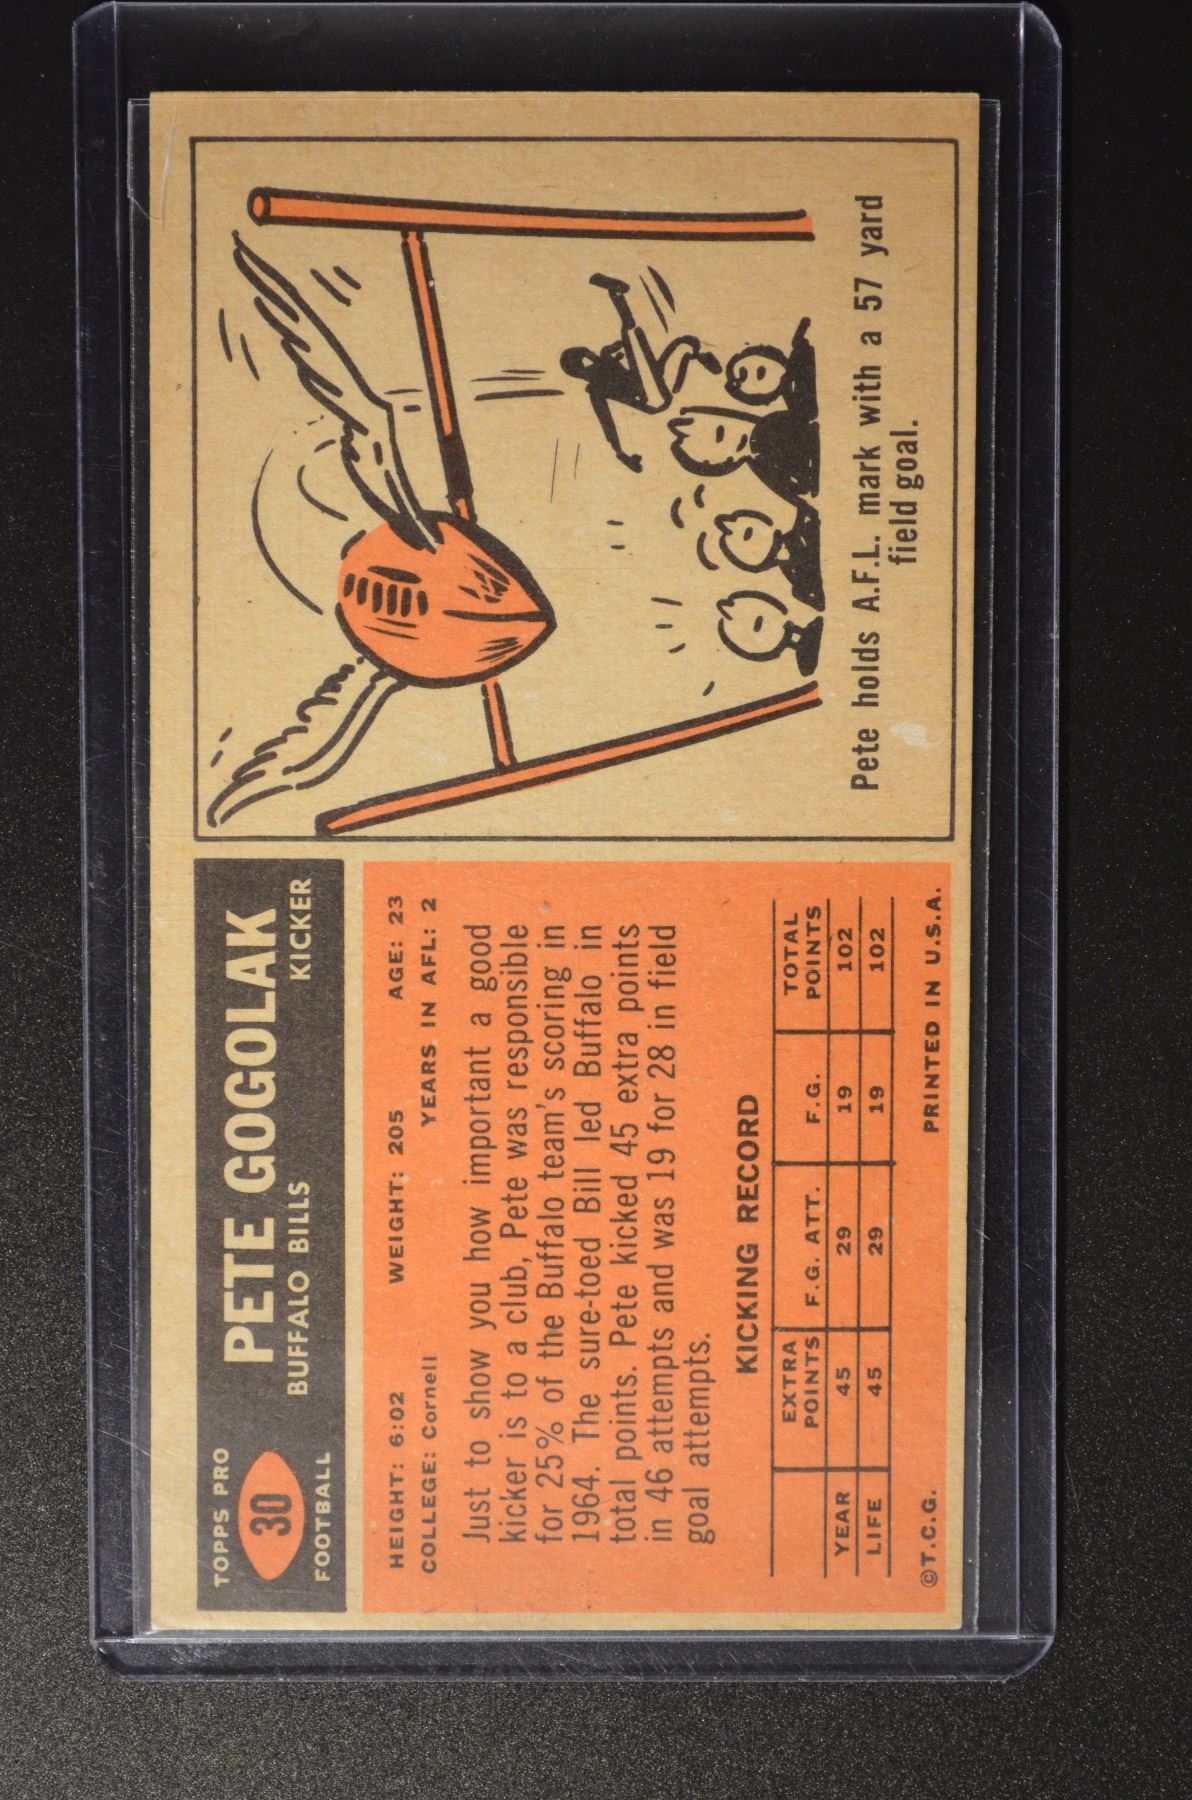 TOPPS PRO
30
FOOTBALL
PETE GOGOLAK
BUFFALO BILLS KICKER
HEIGHT: 6:02 WEIGHT: 205 AGE: 23
COLLEGE: Cornell YEARS IN AFL: 2
Just to show you how important a good
kicker is to a club, Pete was responsible
for 25% of the Buffalo team's scoring in
1964. The sure-toed Bill led Buffalo in
total points. Pete kicked 45 extra points
in 46 attempts and was 19 for 28 in field
goal attempts.
KICKING RECORD
EXTRA POINTS F.G. ATT. F.G. TOTAL POINTS
YEAR 45 29 19 102
LIFE 45 29 19 102
©T.C.G. PRINTED IN U.S.A.
Pete holds A.F.L. mark with a 57 yard
field goal.